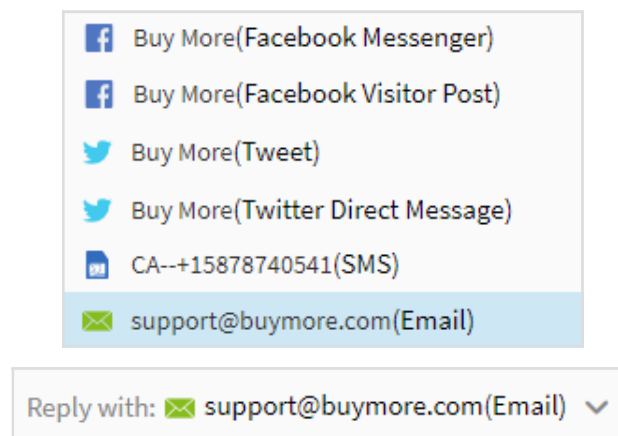 Buy More(Facebook Messenger)
Buy More(Facebook Visitor Post)
Buy More(Tweet)
Buy More(Twitter Direct Message)
CA--+15878740541(SMS)
support@buymore.com(Email)
Reply with: support@buymore.com(Email)